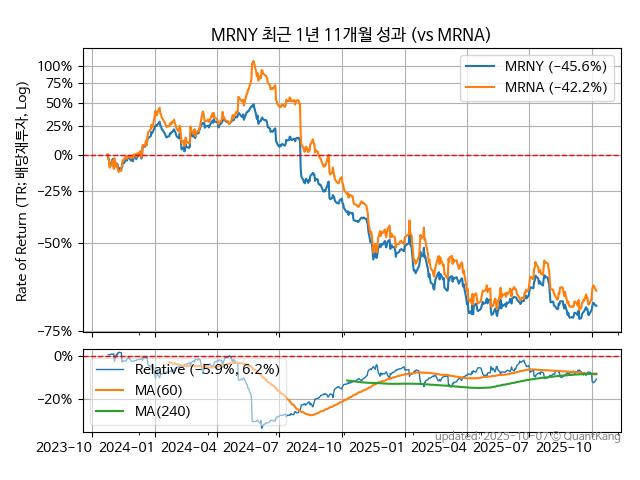 MRNY 최근 1년 11개월 성과 (vs MRNA)
Rate of Return (TR: 배당재투자, Log)
100%
75%
50%
25%
0%
−25%
−50%
−75%
MRNY (−45.6%)
MRNA (−42.2%)
0%
−20%
Relative (−5.9%, 6.2%)
MA(60)
MA(240)
2023-10 2024-01 2024-04 2024-07 2024-10 2025-01 2025-04 2025-07 2025-10
updated: 2025-10-07 © QuantKang